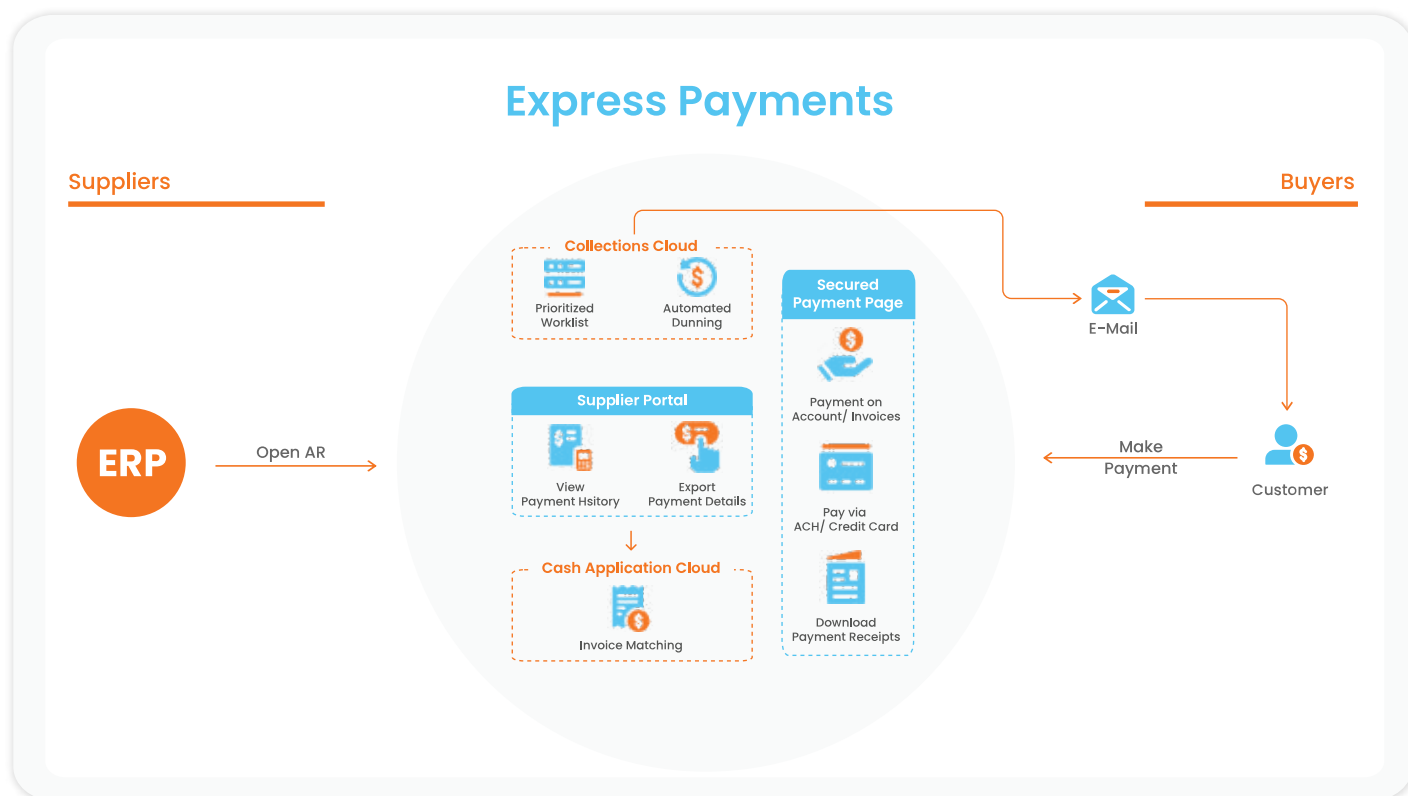 Express Payments
Suppliers
Buyers
Collections Cloud
Prioritized
Worklist
Automated
Dunning
Secured
Payment Page
E-Mail
Payment on
Account/ Invoices
Supplier Portal
View
Payment Hsitory
Export
Payment Details
ERP
Open AR
Make
Payment
Customer
Pay via
ACH/ Credit Card
Cash Application Cloud
Invoice Matching
Download
Payment Receipts